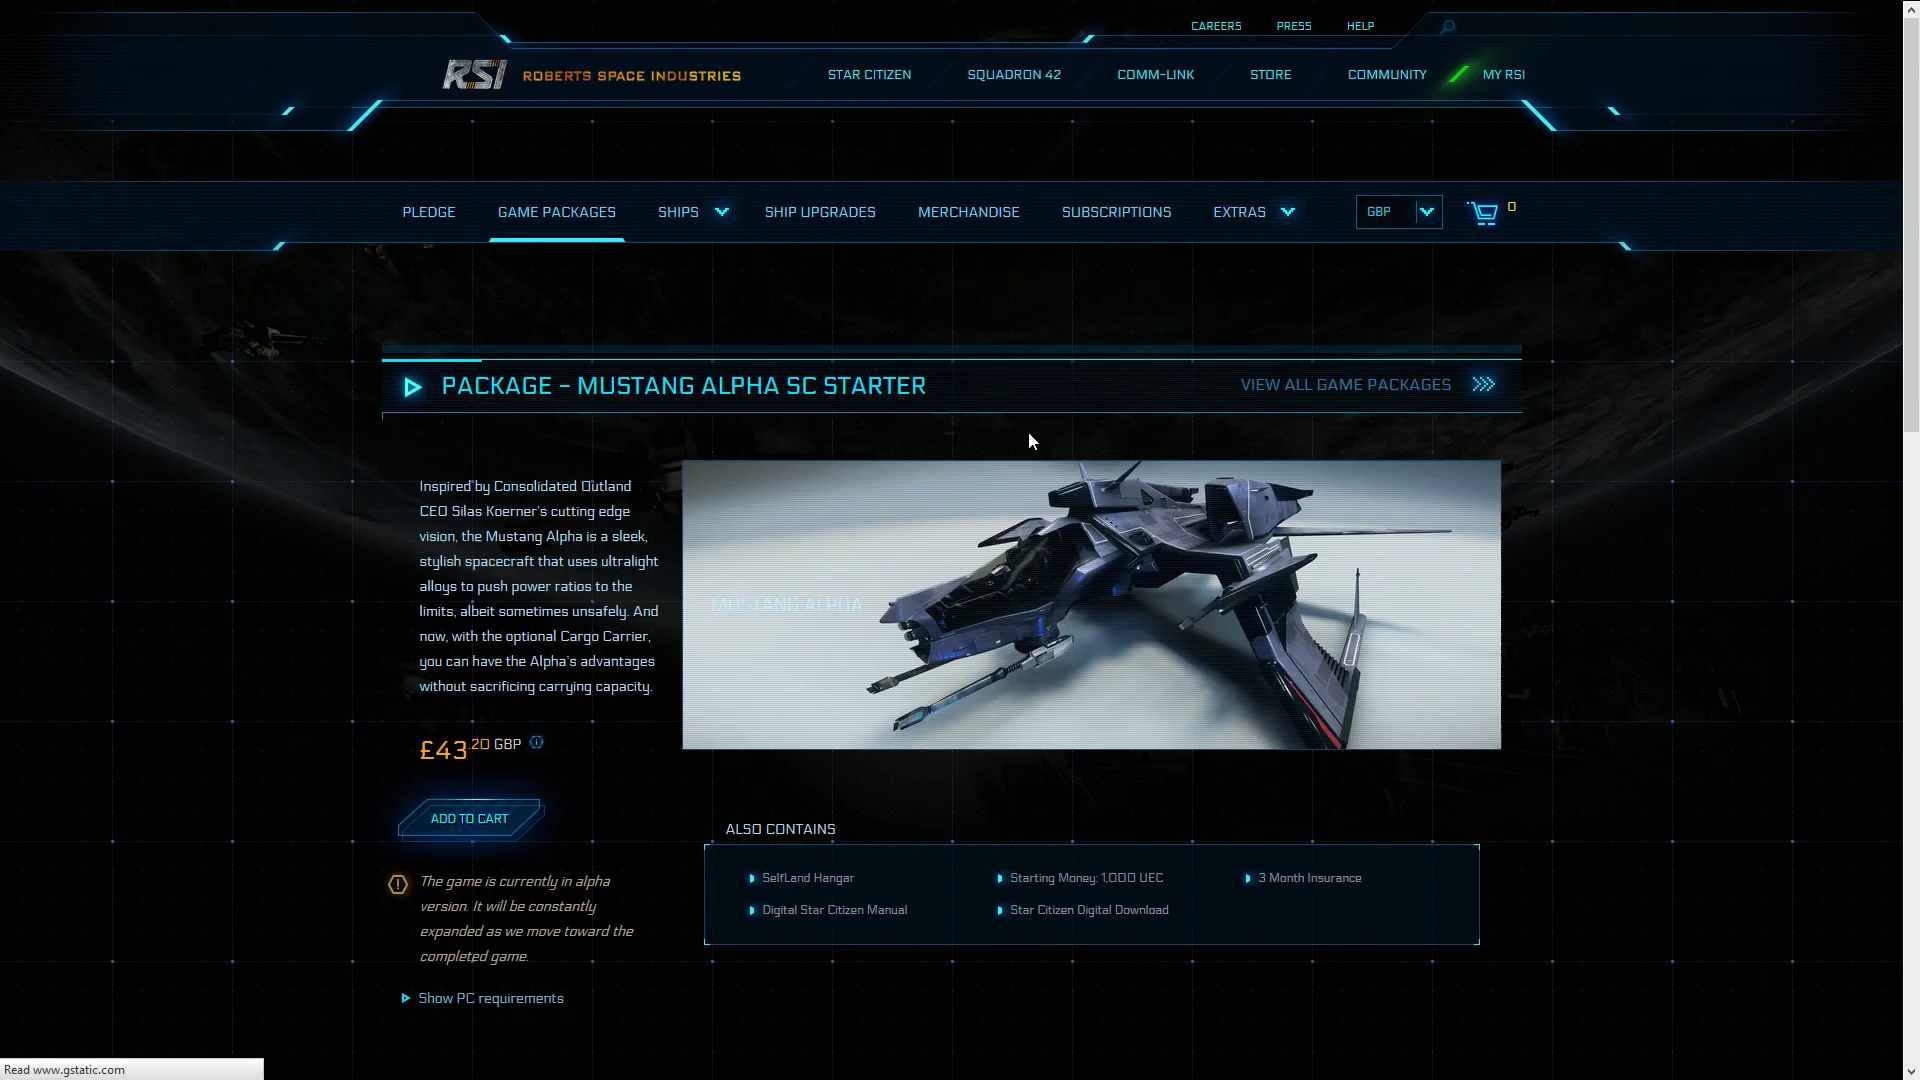 CAREERS PRESS HELP
RSI ROBERTS SPACE INDUSTRIES STAR CITIZEN SQUADRON 42 COMM-LINK STORE COMMUNITY MY RSI
PLEDGE GAME PACKAGES SHIPS SHIP UPGRADES MERCHANDISE SUBSCRIPTIONS EXTRAS GBP 0
PACKAGE - MUSTANG ALPHA SC STARTER VIEW ALL GAME PACKAGES
Inspired by Consolidated Outland
CEO Silas Koerner's cutting edge
vision, the Mustang Alpha is a sleek,
stylish spacecraft that uses ultralight
alloys to push power ratios to the
limits, albeit sometimes unsafely. And
now, with the optional Cargo Carrier,
you can have the Alpha's advantages
without sacrificing carrying capacity.
MUSTANG ALPHA
£43.20 GBP
ADD TO CART
The game is currently in alpha
version. It will be constantly
expanded as we move toward the
completed game.
Show PC requirements
ALSO CONTAINS
SelfLand Hangar Starting Money: 1,000 UEC 3 Month Insurance
Digital Star Citizen Manual Star Citizen Digital Download
Read www.gstatic.com